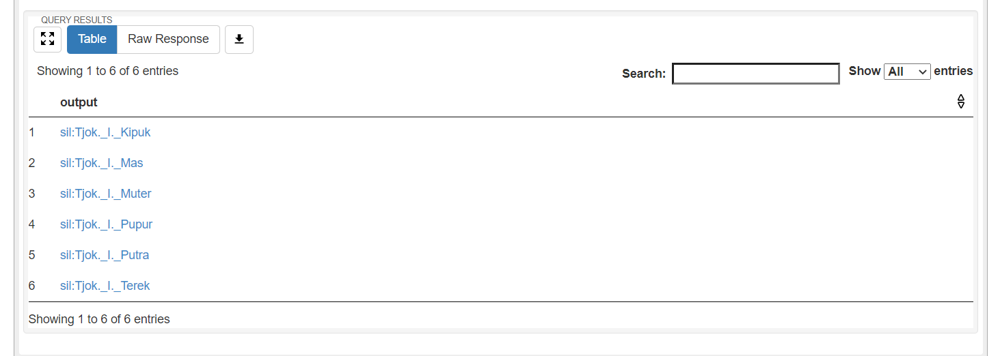 QUERY RESULTS
Table Raw Response
Showing 1 to 6 of 6 entries
Search: Show All entries
output
1 sil:Tjok._I._Kipuk
2 sil:Tjok._I._Mas
3 sil:Tjok._I._Muter
4 sil:Tjok._I._Pupur
5 sil:Tjok._I._Putra
6 sil:Tjok._I._Terek
Showing 1 to 6 of 6 entries